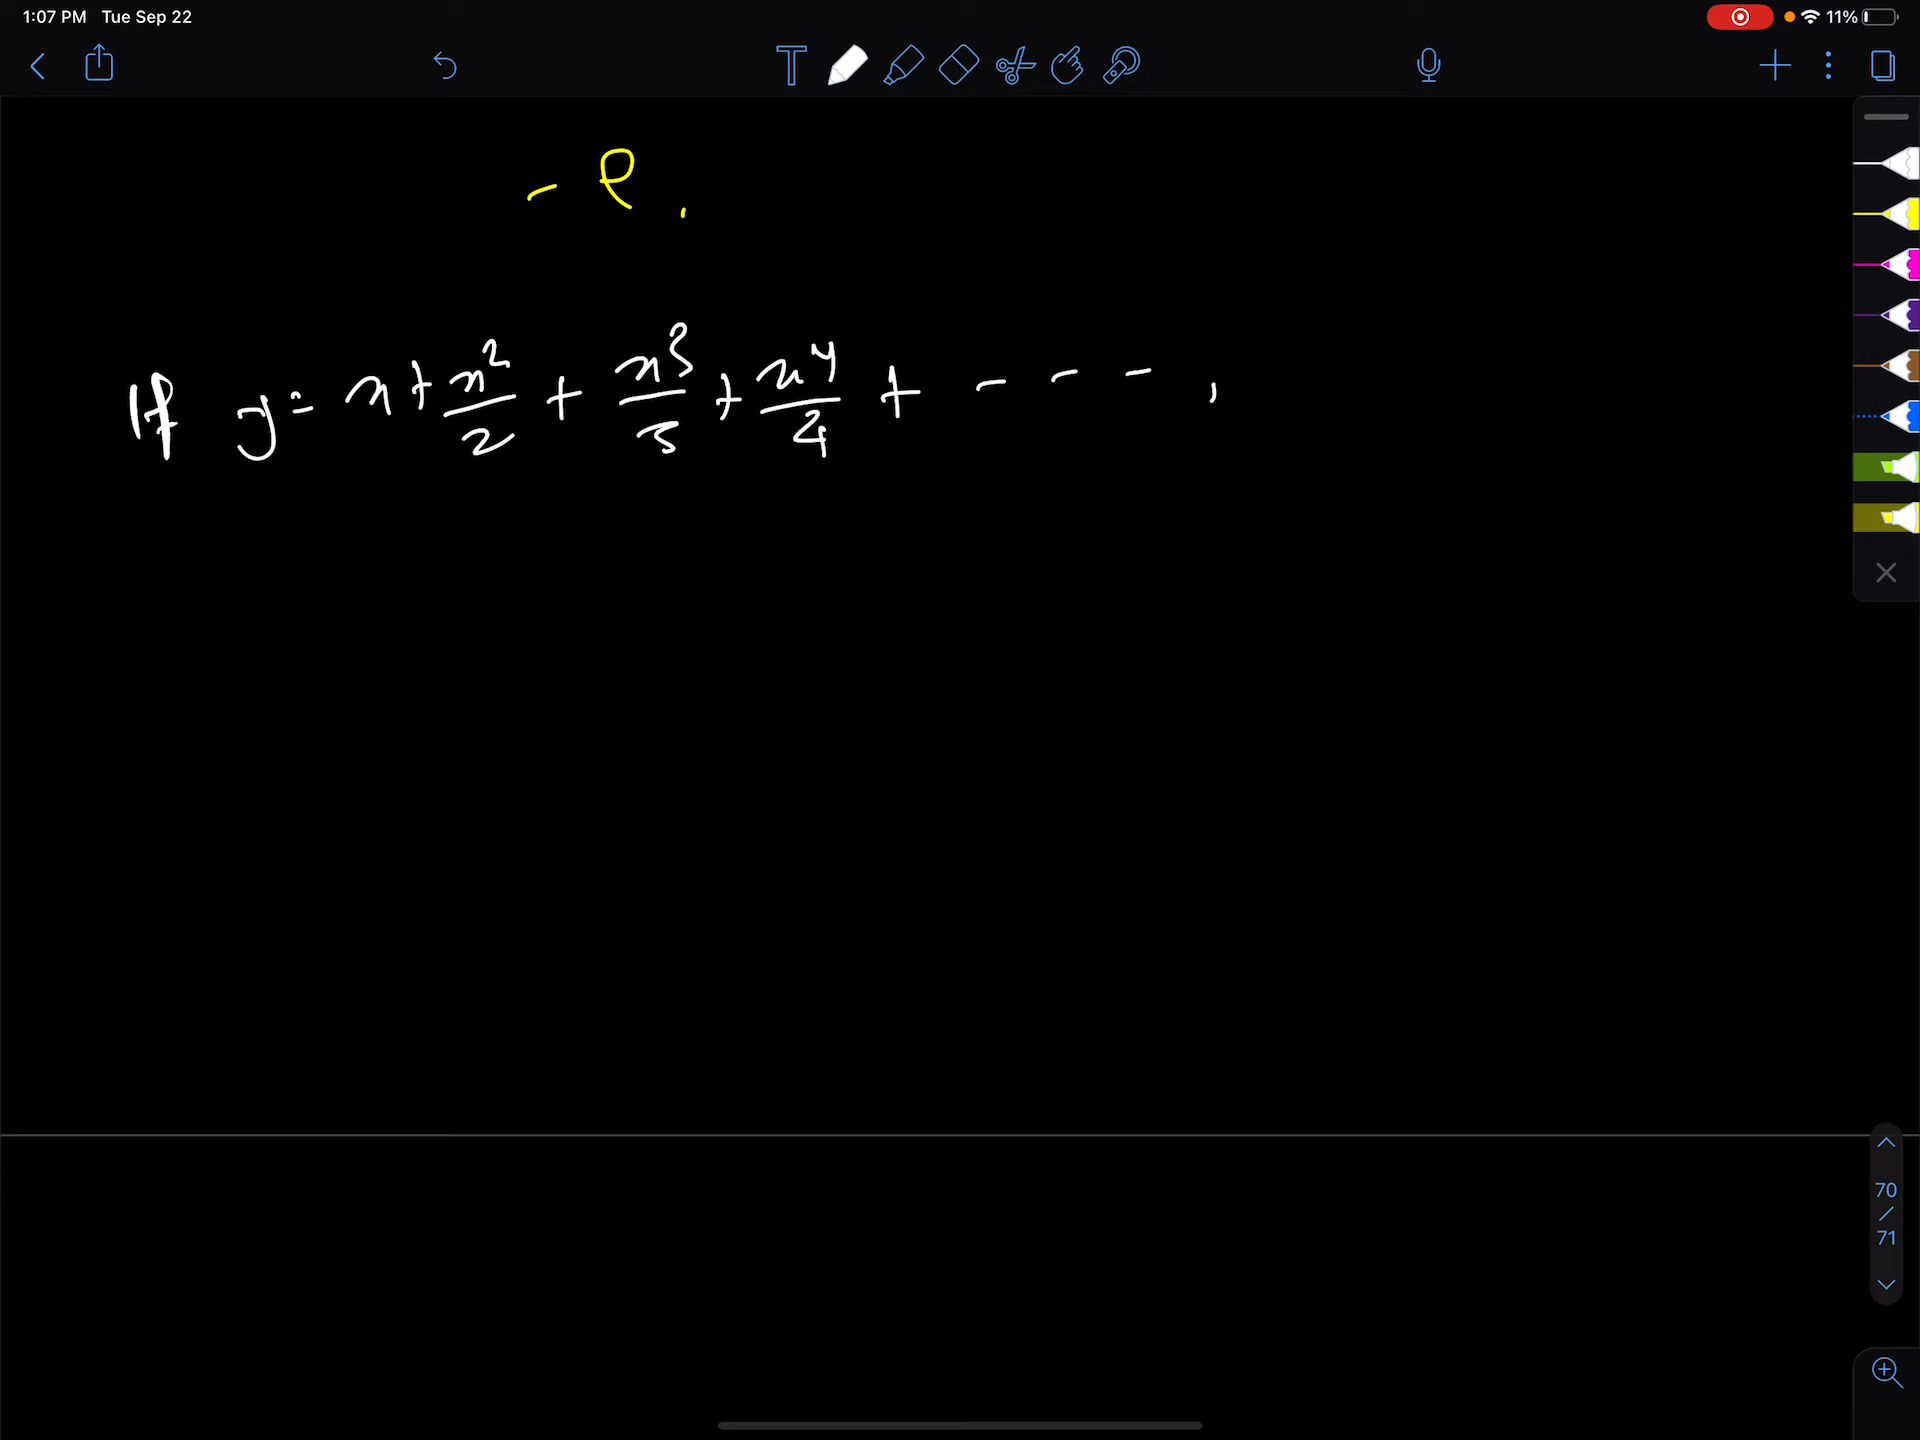 1:07 PM Tue Sep 22
11%
T
- e.
If y = x + x²/2 + x³/3 + x⁴/4 + - - - ,
70
/
71